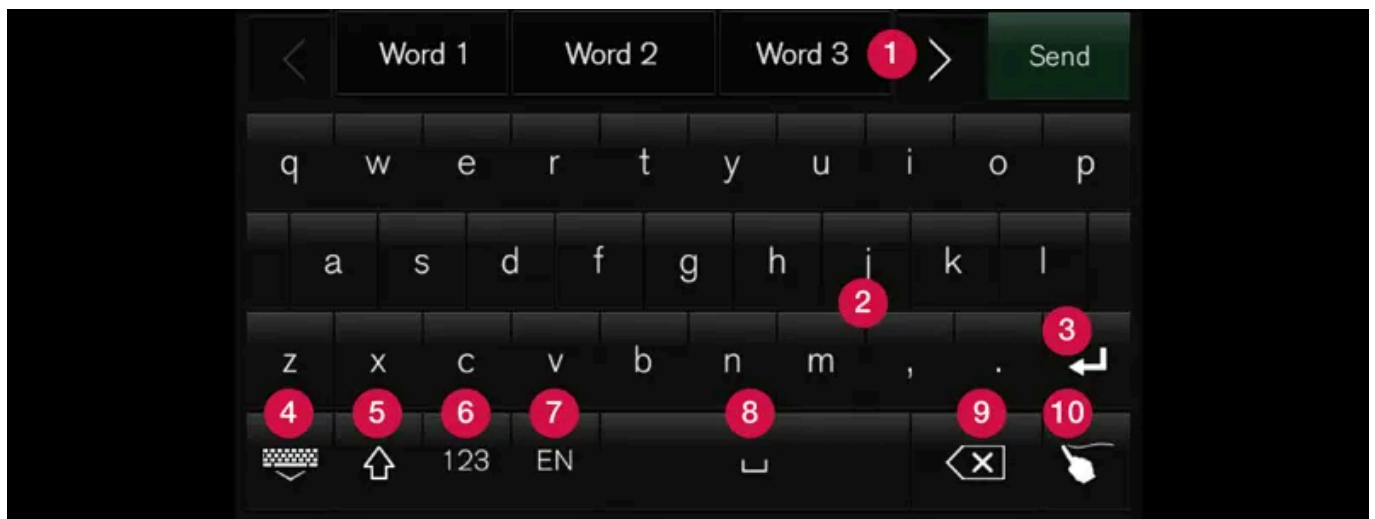 Word 1 Word 2 Word 3 1 Send
q w e r t y u i o p
a s d f g h j k l
2
3
z x c v b n m , .
4 5 6 7 8 9 10
123 EN